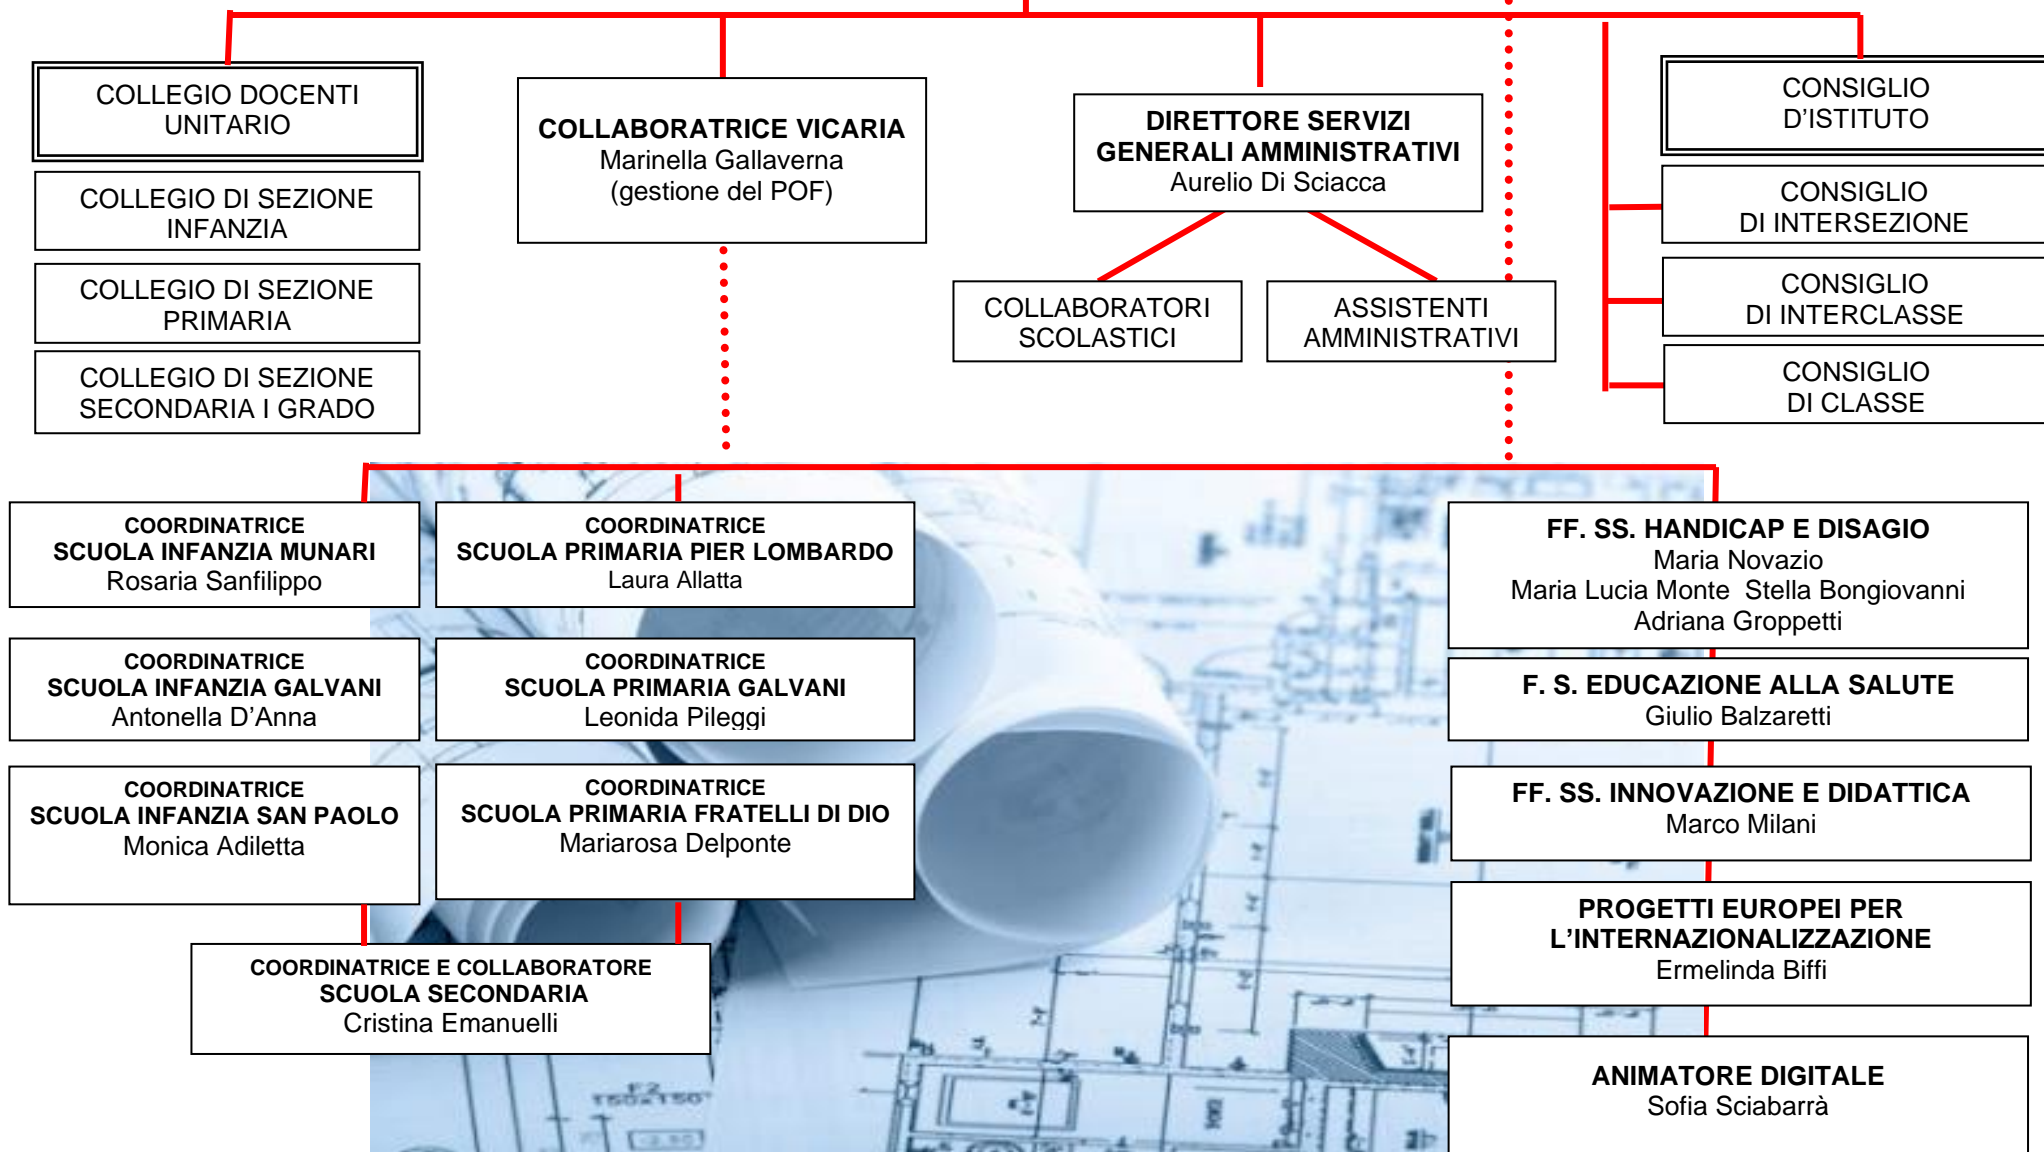 COLLEGIO DOCENTI
UNITARIO
COLLEGIO DI SEZIONE
INFANZIA
COLLEGIO DI SEZIONE
PRIMARIA
COLLEGIO DI SEZIONE
SECONDARIA I GRADO
COLLABORATRICE VICARIA
Marinella Gallaverna
(gestione del POF)
DIRETTORE SERVIZI
GENERALI AMMINISTRATIVI
Aurelio Di Sciacca
COLLABORATORI
SCOLASTICI
ASSISTENTI
AMMINISTRATIVI
CONSIGLIO
D'ISTITUTO
CONSIGLIO
DI INTERSEZIONE
CONSIGLIO
DI INTERCLASSE
CONSIGLIO
DI CLASSE
COORDINATRICE
SCUOLA INFANZIA MUNARI
Rosaria Sanfilippo
COORDINATRICE
SCUOLA PRIMARIA PIER LOMBARDO
Laura Allatta
COORDINATRICE
SCUOLA INFANZIA GALVANI
Antonella D’Anna
COORDINATRICE
SCUOLA PRIMARIA GALVANI
Leonida Pileggi
COORDINATRICE
SCUOLA INFANZIA SAN PAOLO
Monica Adiletta
COORDINATRICE
SCUOLA PRIMARIA FRATELLI DI DIO
Mariarosa Delponte
COORDINATRICE E COLLABORATORE
SCUOLA SECONDARIA
Cristina Emanuelli
FF. SS. HANDICAP E DISAGIO
Maria Novazio
Maria Lucia Monte  Stella Bongiovanni
Adriana Groppetti
F. S. EDUCAZIONE ALLA SALUTE
Giulio Balzaretti
FF. SS. INNOVAZIONE E DIDATTICA
Marco Milani
PROGETTI EUROPEI PER
L’INTERNAZIONALIZZAZIONE
Ermelinda Biffi
ANIMATORE DIGITALE
Sofia Sciabarrà
F2
150x150